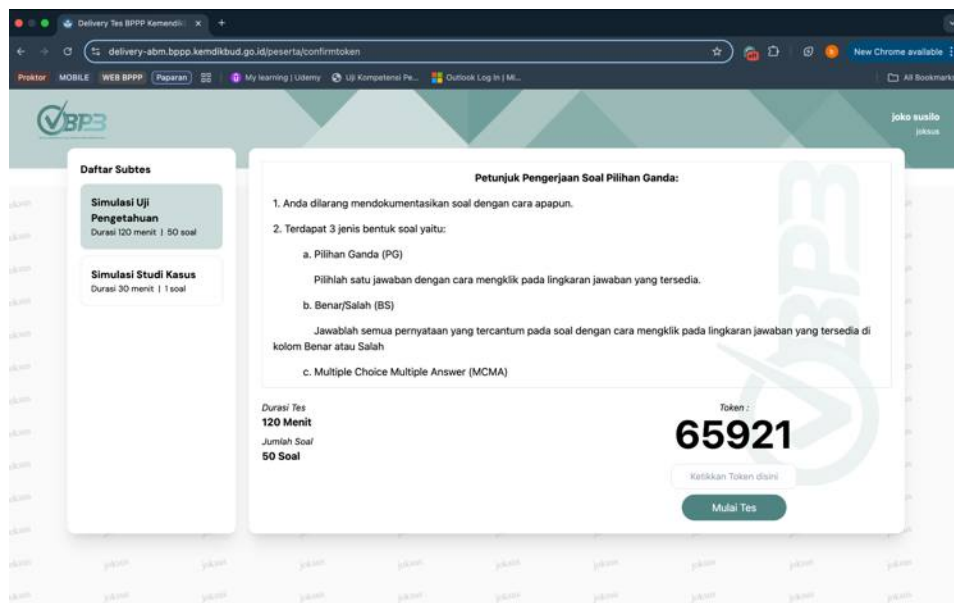 Delivery Tes BPPP Kemendik
delivery-abm.bppp.kemdikbud.go.id/peserta/confirmtoken
New Chrome available
Proktor MOBILE WEB BPPP Paparan My learning | Udemy Uji Kompetensi Pe... Outlook Log In | Mi... All Bookmarks
BP3
joko susilo
joksus
Daftar Subtes
Simulasi Uji
Pengetahuan
Durasi 120 menit | 50 soal
Simulasi Studi Kasus
Durasi 30 menit | 1 soal
Petunjuk Pengerjaan Soal Pilihan Ganda:
1. Anda dilarang mendokumentasikan soal dengan cara apapun.
2. Terdapat 3 jenis bentuk soal yaitu:
a. Pilihan Ganda (PG)
Pilihlah satu jawaban dengan cara mengklik pada lingkaran jawaban yang tersedia.
b. Benar/Salah (BS)
Jawablah semua pernyataan yang tercantum pada soal dengan cara mengklik pada lingkaran jawaban yang tersedia di
kolom Benar atau Salah
c. Multiple Choice Multiple Answer (MCMA)
Durasi Tes
120 Menit
Jumlah Soal
50 Soal
Token :
65921
Ketikkan Token disini
Mulai Tes